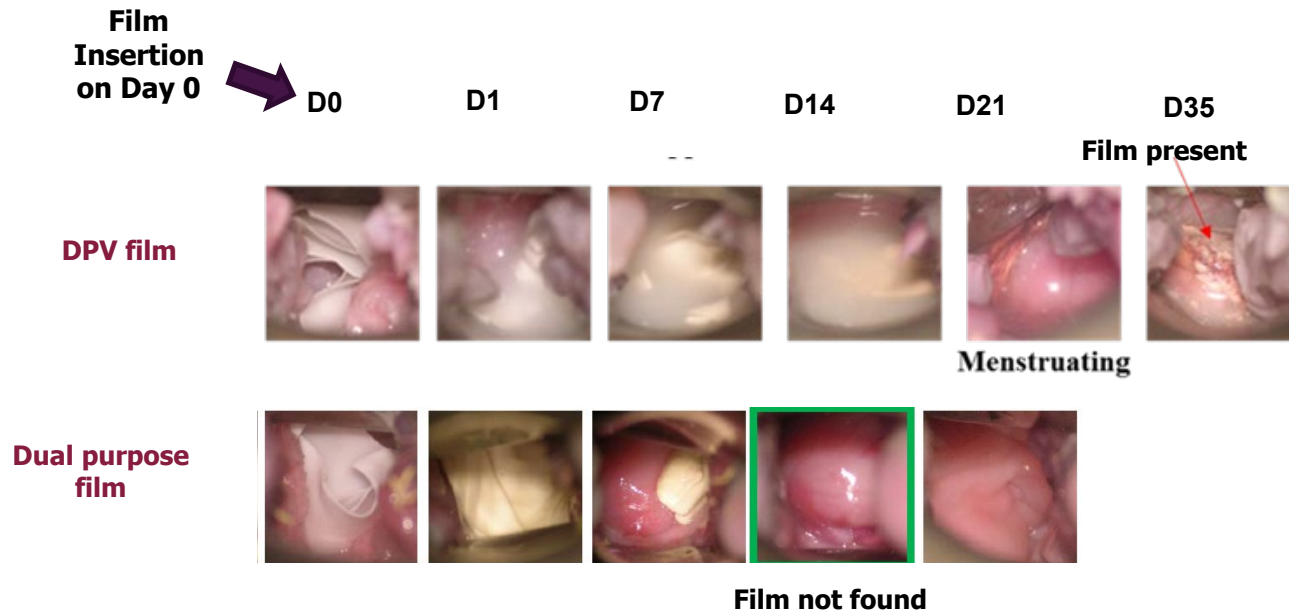 Film
Insertion
on Day 0
D0 D1 D7 D14 D21 D35
Film present
DPV film
Menstruating
Dual purpose
film
Film not found